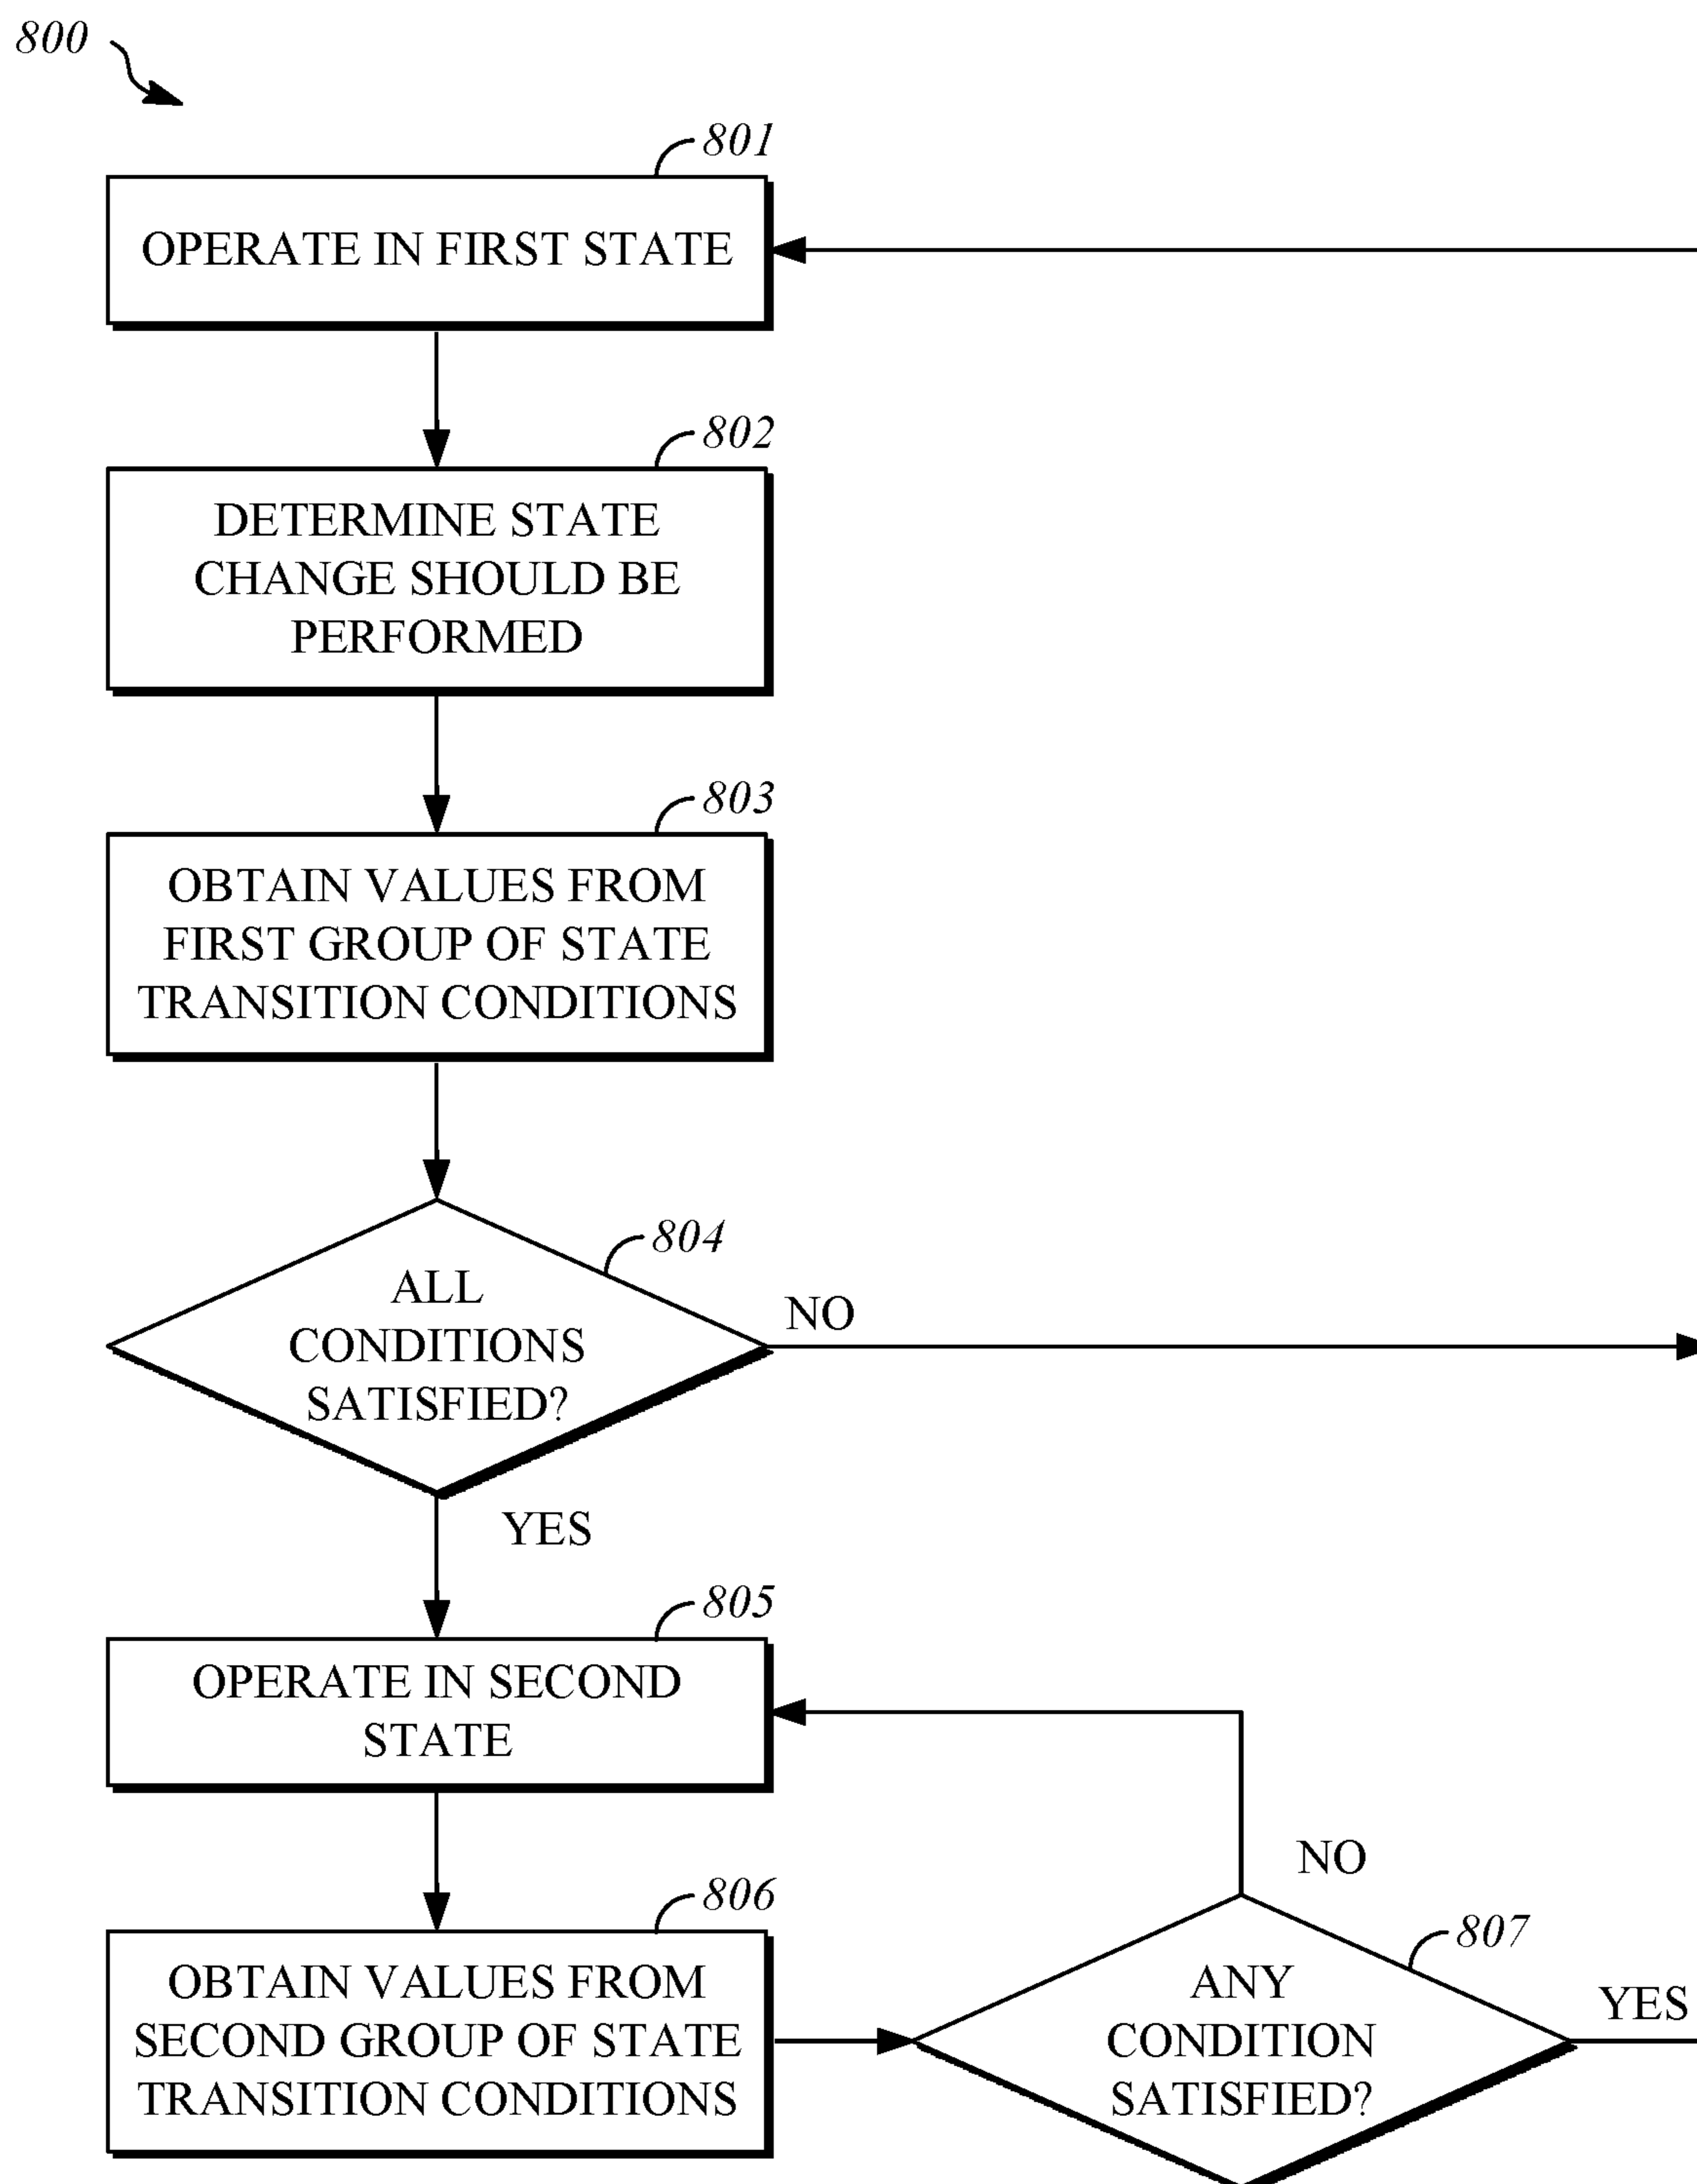 800
801
OPERATE IN FIRST STATE
802
DETERMINE STATE
CHANGE SHOULD BE
PERFORMED
803
OBTAIN VALUES FROM
FIRST GROUP OF STATE
TRANSITION CONDITIONS
804
ALL
CONDITIONS
SATISFIED?
NO
YES
805
OPERATE IN SECOND
STATE
806
OBTAIN VALUES FROM
SECOND GROUP OF STATE
TRANSITION CONDITIONS
NO
807
ANY
CONDITION
SATISFIED?
YES